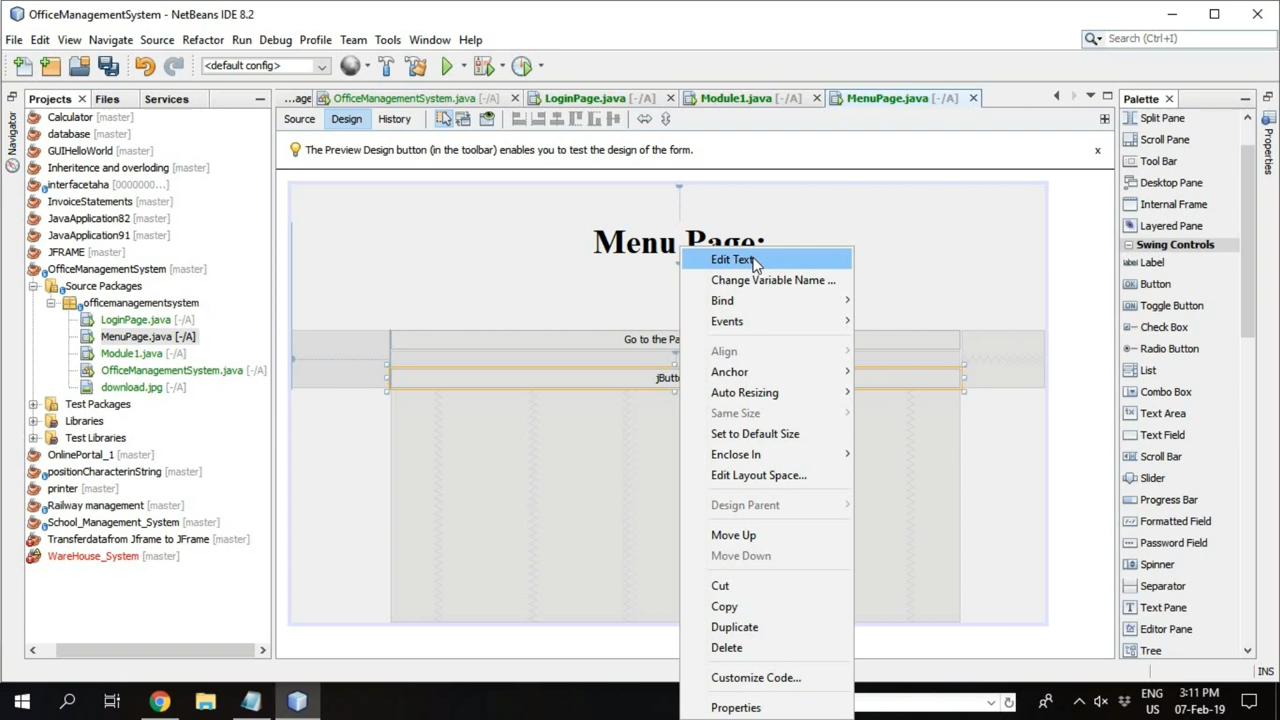 OfficeManagementSystem - NetBeans IDE 8.2
File Edit View Navigate Source Refactor Run Debug Profile Team Tools Window Help
Search (Ctrl+I)
<default config>
Projects Files Services
...age OfficeManagementSystem.java [-/A] LoginPage.java [-/A] Module1.java [-/A] MenuPage.java [-/A]
Palette
Source Design History
The Preview Design button (in the toolbar) enables you to test the design of the form.
x
Navigator
Calculator [master]
database [master]
GUIHelloWorld [master]
Inheritence and overloding [master]
interfacetaha [0000000...]
InvoiceStatements [master]
JavaApplication82 [master]
JavaApplication91 [master]
JFRAME [master]
OfficeManagementSystem [master]
Source Packages
officemanagementsystem
LoginPage.java [-/A]
MenuPage.java [-/A]
Module1.java [-/A]
OfficeManagementSystem.java [-/A]
download.jpg [-/A]
Test Packages
Libraries
Test Libraries
OnlinePortal_1 [master]
positionCharacterinString [master]
printer [master]
Railway management [master]
School_Management_System [master]
Transferdatafrom Jframe to JFrame [master]
WareHouse_System [master]
Menu Page:
Go to the Pa
jButto
Edit Text
Change Variable Name ...
Bind
Events
Align
Anchor
Auto Resizing
Same Size
Set to Default Size
Enclose In
Edit Layout Space...
Design Parent
Move Up
Move Down
Cut
Copy
Duplicate
Delete
Customize Code...
Properties
Split Pane
Scroll Pane
Tool Bar
Desktop Pane
Internal Frame
Layered Pane
Swing Controls
Label
Button
Toggle Button
Check Box
Radio Button
List
Combo Box
Text Area
Text Field
Scroll Bar
Slider
Progress Bar
Formatted Field
Password Field
Spinner
Separator
Text Pane
Editor Pane
Tree
Properties
INS
ENG
US
3:11 PM
07-Feb-19